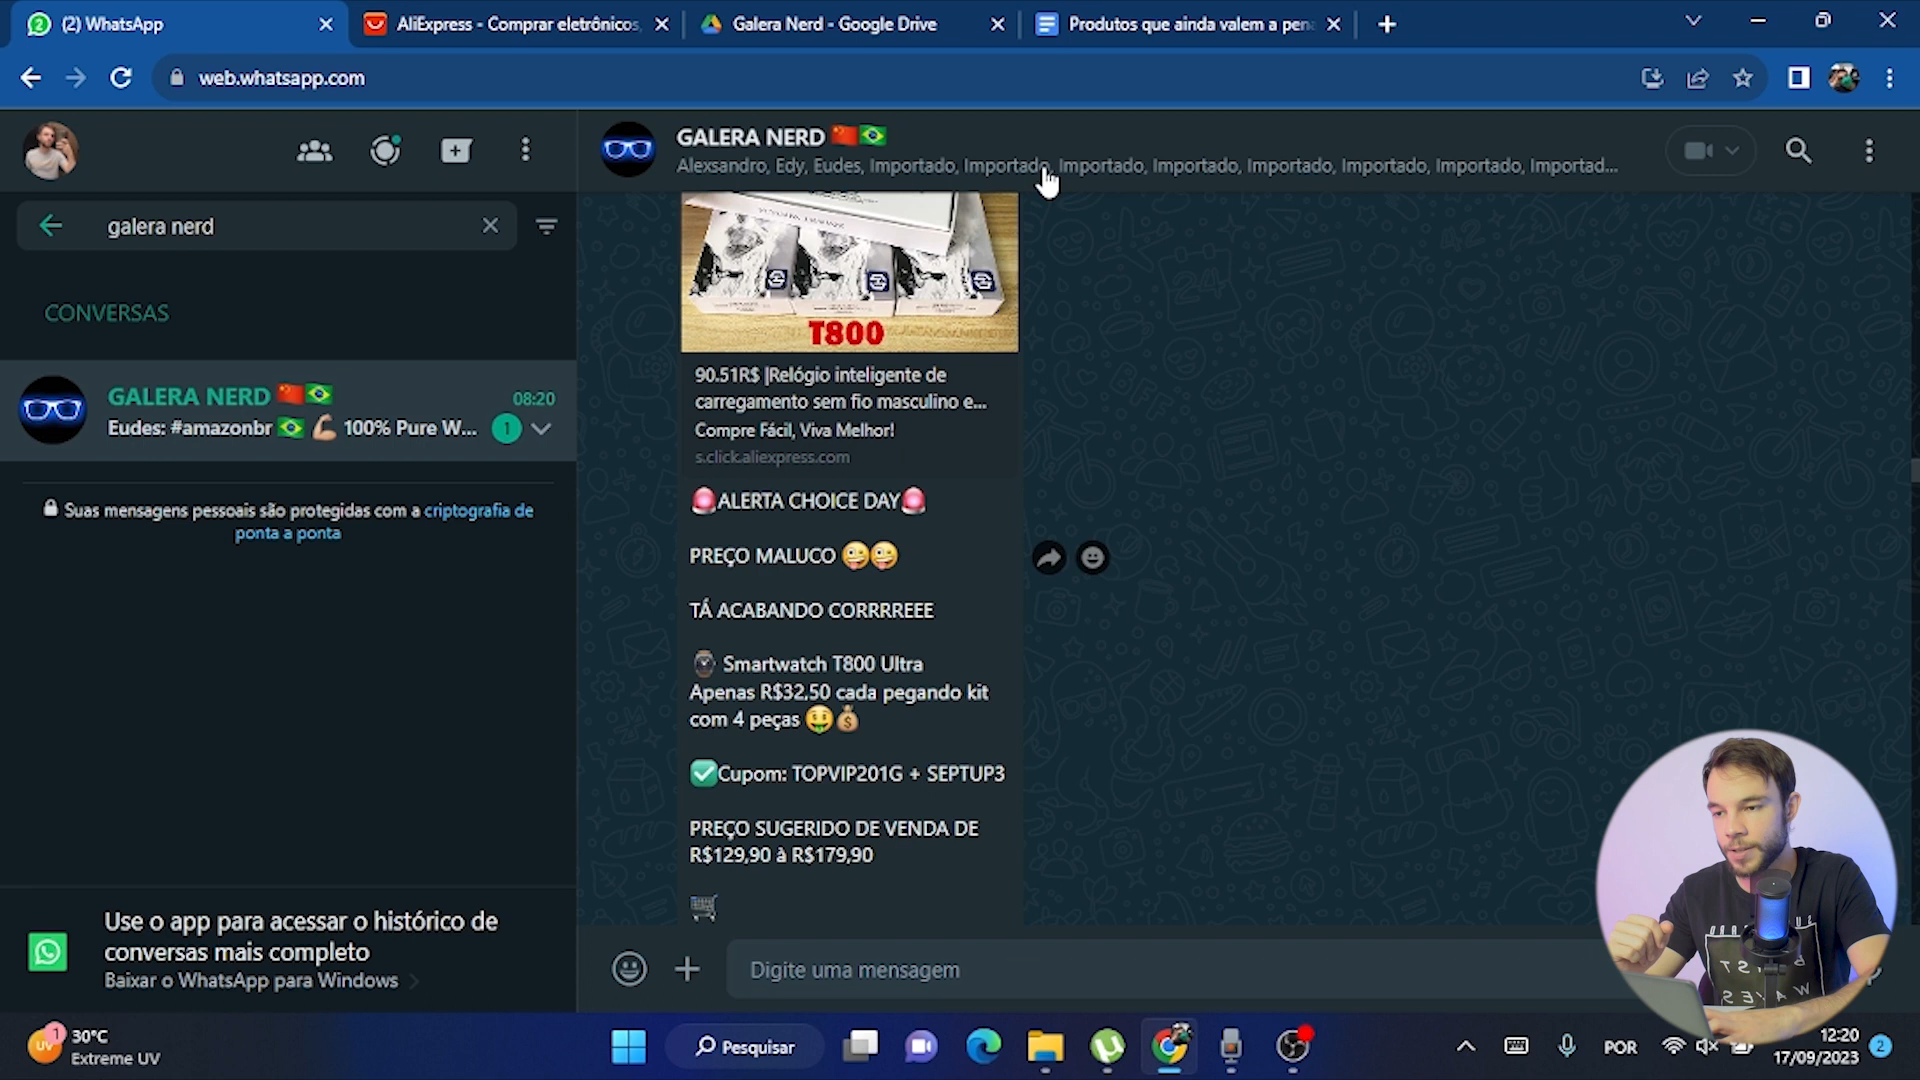 (2) WhatsApp
AliExpress - Comprar eletrônicos,
Galera Nerd - Google Drive
Produtos que ainda valem a pen
web.whatsapp.com
GALERA NERD 🇨🇳🇧🇷
Alexsandro, Edy, Eudes, Importado, Importado, Importado, Importado, Importado, Importado, Importado, Importad...
galera nerd
CONVERSAS
GALERA NERD 🇨🇳🇧🇷
08:20
Eudes: #amazonbr 🇧🇷 💪🏼 100% Pure W...
1
Suas mensagens pessoais são protegidas com a criptografia de
ponta a ponta
Use o app para acessar o histórico de
conversas mais completo
Baixar o WhatsApp para Windows
T800
90.51R$ |Relógio inteligente de
carregamento sem fio masculino e...
Compre Fácil, Viva Melhor!
s.click.aliexpress.com
🚨ALERTA CHOICE DAY🚨
PREÇO MALUCO 🤪🤪
TÁ ACABANDO CORRRREEE
⌚ Smartwatch T800 Ultra
Apenas R$32,50 cada pegando kit
com 4 peças 🤑💰
✅Cupom: TOPVIP201G + SEPTUP3
PREÇO SUGERIDO DE VENDA DE
R$129,90 à R$179,90
🛒
Digite uma mensagem
1
UV
30°C
Extreme UV
Pesquisar
POR
12:20
17/09/2023
2